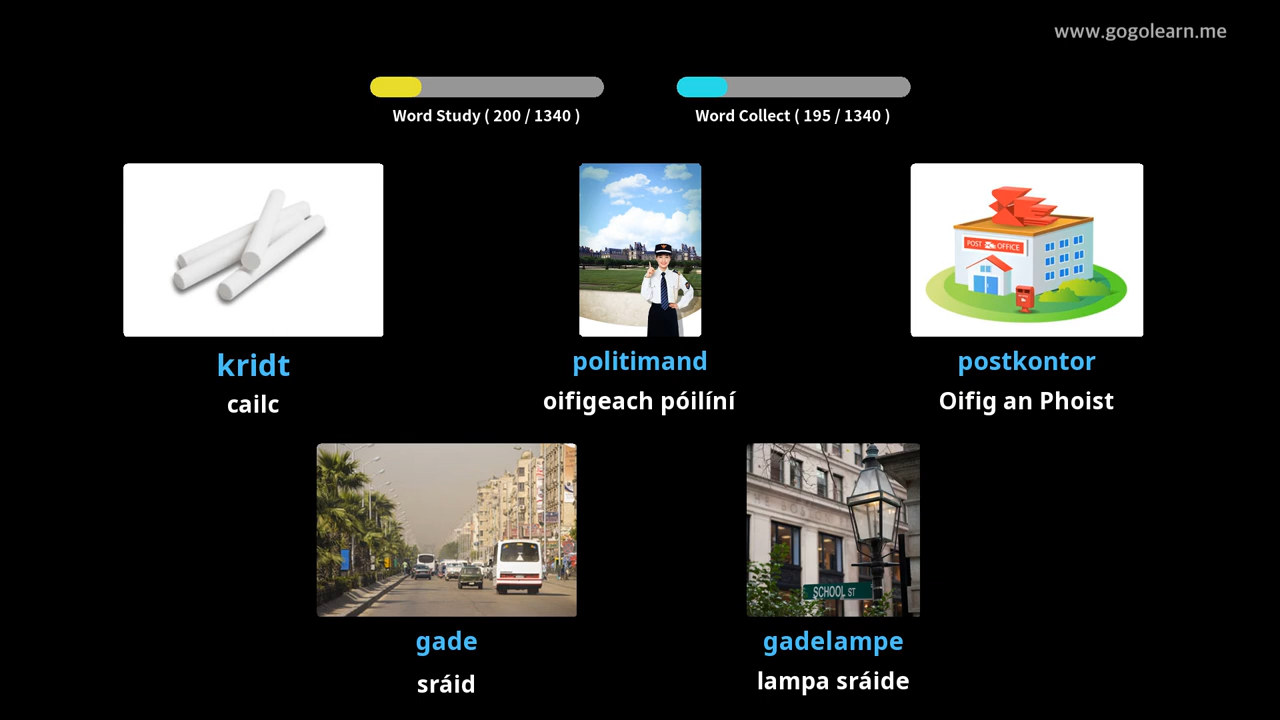 www.gogolearn.me
Word Study ( 200 / 1340 )
Word Collect ( 195 / 1340 )
POST OFFICE
kridt
cailc
politimand
oifigeach póilíní
postkontor
Oifig an Phoist
SCHOOL ST
gade
sráid
gadelampe
lampa sráide